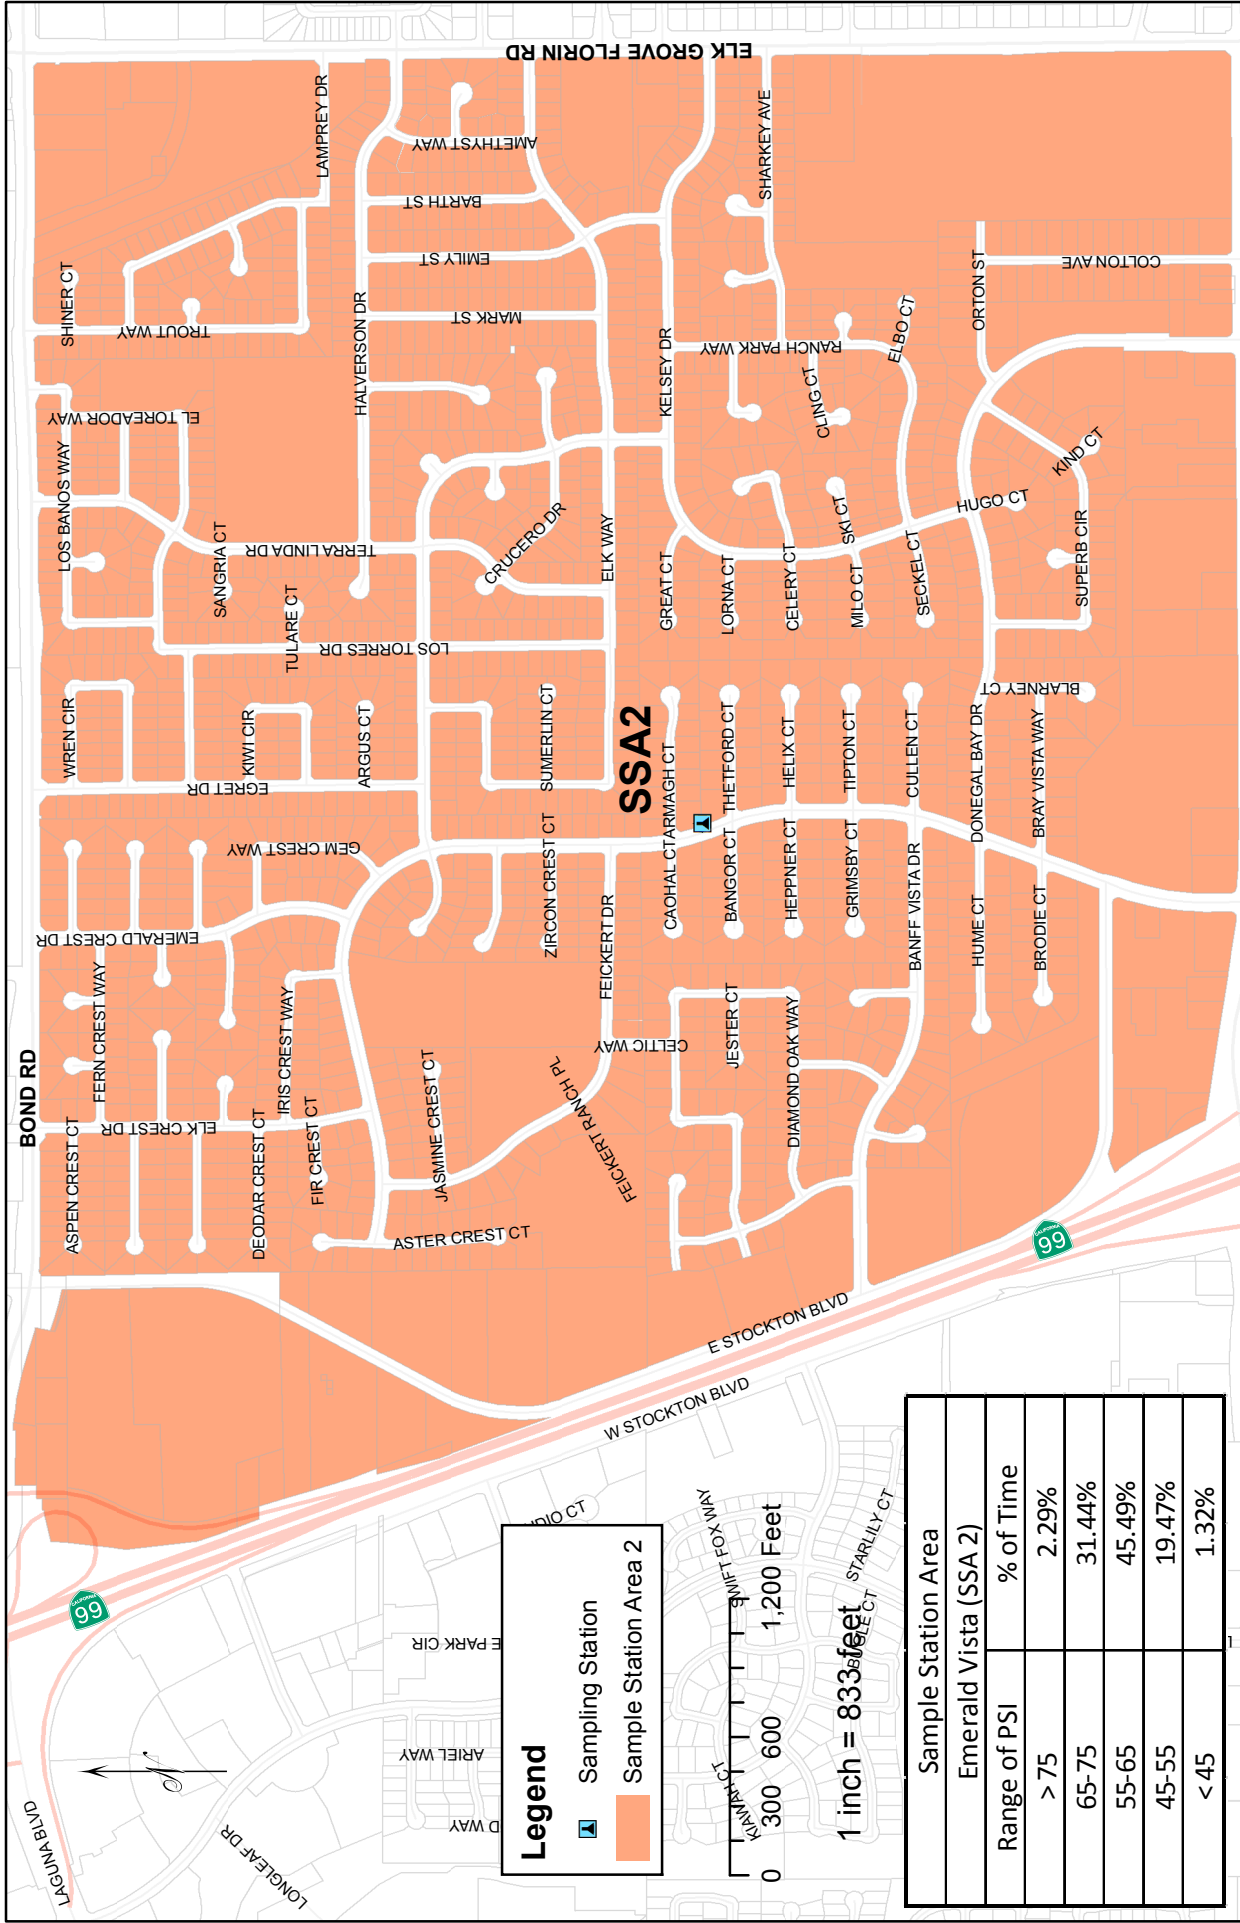 BOND RD
ELK GROVE FLORIN RD
LAGUNA BLVD
LONGLEAF DR
CALIFORNIA
99
ASPEN CREST CT
FERN CREST WAY
ELK CREST DR
EMERALD CREST DR
GEM CREST WAY
IRIS CREST WAY
DEODAR CREST CT
FIR CREST CT
JASMINE CREST CT
ASTER CREST CT
WREN CIR
KIWI CIR
ARGUS CT
EGRET DR
LOS BANOS WAY
EL TOREADOR WAY
SANGRIA CT
TULARE CT
TERRA LINDA DR
LOS TORRES DR
SHINER CT
TROUT WAY
LAMPREY DR
HALVERSON DR
AMETHYST WAY
BARTH ST
EMILY ST
MARK ST
CRUCERO DR
ELK WAY
SUMERLIN CT
ZIRCON CREST CT
FEICKERT DR
FEICKERT RANCH PL
CELTIC WAY
JESTER CT
DIAMOND OAK WAY
SSA2
CAOHAL CT
ARMAGH CT
BANGOR CT
THETFORD CT
HEPPNER CT
HELIX CT
GRIMSBY CT
TIPTON CT
BANFF VISTA DR
CULLEN CT
HUME CT
DONEGAL BAY DR
BRODIE CT
BRAY VISTA WAY
BLARNEY CT
GREAT CT
LORNA CT
CELERY CT
MILO CT
SKI CT
SECKEL CT
HUGO CT
SUPERB CIR
KIND CT
KELSEY DR
RANCH PARK WAY
CLING CT
ELBO CT
SHARKEY AVE
ORTON ST
COLTON AVE
E STOCKTON BLVD
W STOCKTON BLVD
CALIFORNIA
99
UDIO CT
E PARK CIR
ARIEL WAY
D WAY
SWIFT FOX WAY
KIAWAH CT
STARLILY CT
BUGLE CT
Legend
Sampling Station
Sample Station Area 2
0 300 600 1,200 Feet
1 inch = 833 feet
Sample Station Area
Emerald Vista (SSA 2)
Range of PSI % of Time
>75 2.29%
65-75 31.44%
55-65 45.49%
45-55 19.47%
<45 1.32%